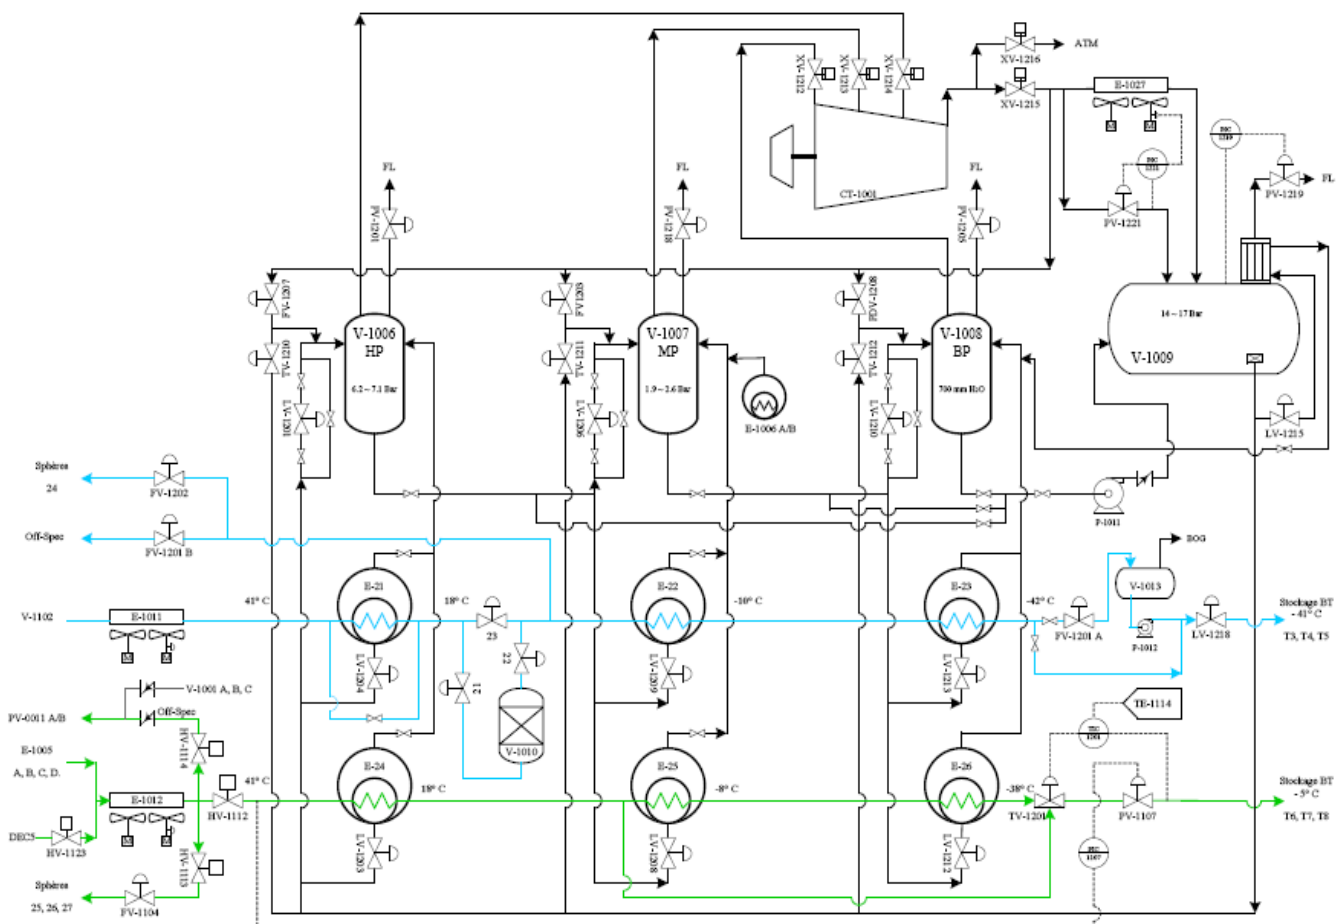 ATM
XV-1216
XV-1212
XV-1213
XV-1214
XV-1215
E-1027
M
M
FL
FL
FL
CT-1001
PV-1201
PV-1218
PV-1205
PV-1221
PV-1219
FL
FV-1207
FV1203
FDV-1208
V-1006
HP
6.2 ~ 7.1 Bar
V-1007
MP
1.9 ~ 2.6 Bar
V-1008
BP
700 mm H2O
14 ~ 17 Bar
V-1009
TV-1210
TV-1211
TV-1212
LV-1201
LV-1206
LV-1210
E-1006 A/B
LV-1215
Sphères
24
FV-1202
P-1011
Off-Spec
FV-1201 B
BOG
V-1102
E-1011
M
M
41° C
E-21
18° C
23
E-22
-10° C
E-23
-42° C
FV-1201 A
V-1013
P-1012
LV-1218
Stockage BT
- 41° C
T3, T4, T5
LV-1204
21
22
LV-1209
LV-1213
V-1001 A, B, C
Off-Spec
PV-0011 A/B
HV-1114
V-1010
TE-1114
E-1005
A, B, C, D.
E-1012
M
M
41° C
HV-1112
E-24
18° C
E-25
-8° C
E-26
-38° C
TV-1201
PV-1107
Stockage BT
- 5° C
T6, T7, T8
DEC5
HV-1123
HV-1113
LV-1203
LV-1208
LV-1212
Sphères
25, 26, 27
FV-1104